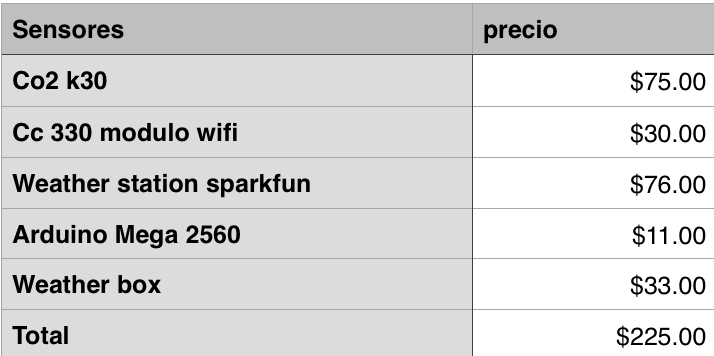 Sensores precio
Co2 k30 $75.00
Cc 330 modulo wifi $30.00
Weather station sparkfun $76.00
Arduino Mega 2560 $11.00
Weather box $33.00
Total $225.00